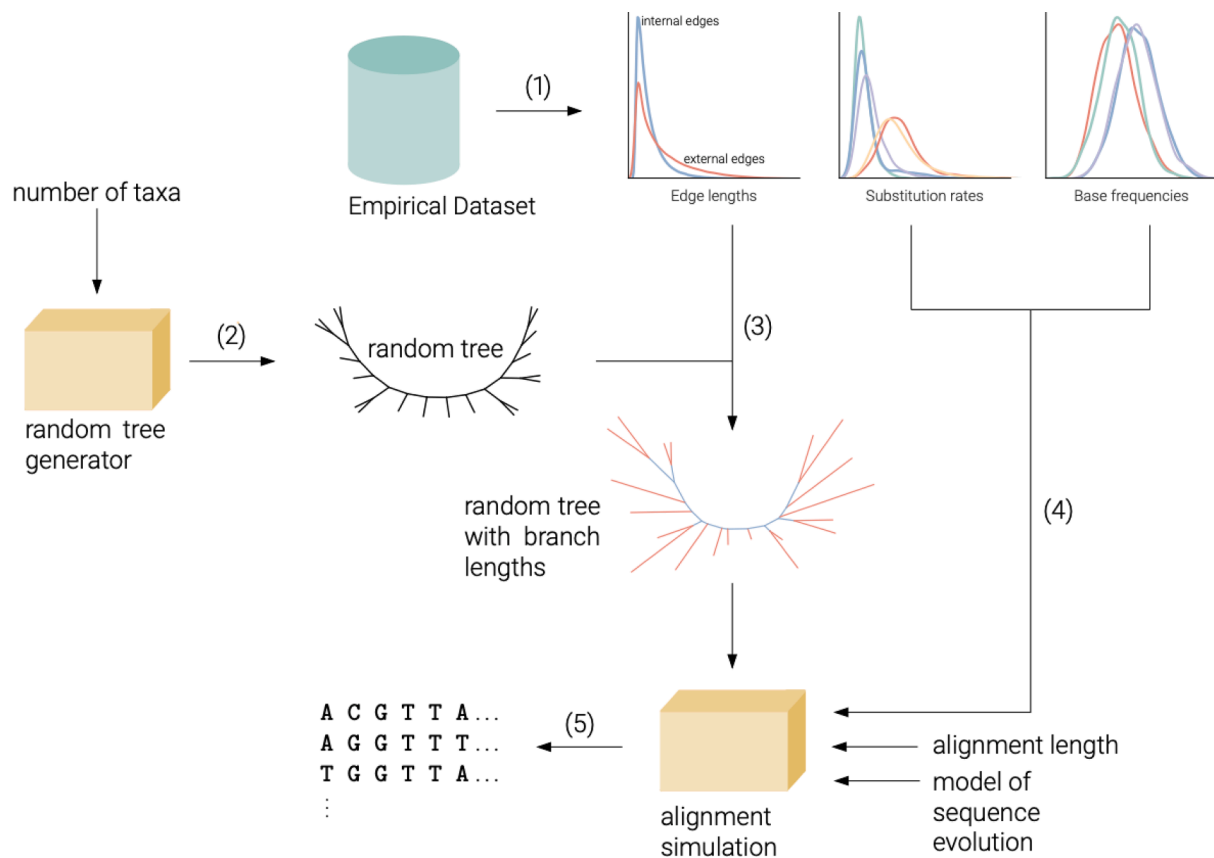 internal edges
(1)
external edges
number of taxa
Empirical Dataset
Edge lengths
Substitution rates
Base frequencies
(2)
random tree
(3)
random tree
generator
random tree
with branch
lengths
(4)
A C G T T A ...
(5)
A G G T T T ...
alignment length
T G G T T A ...
model of
sequence
evolution
⋮
alignment
simulation